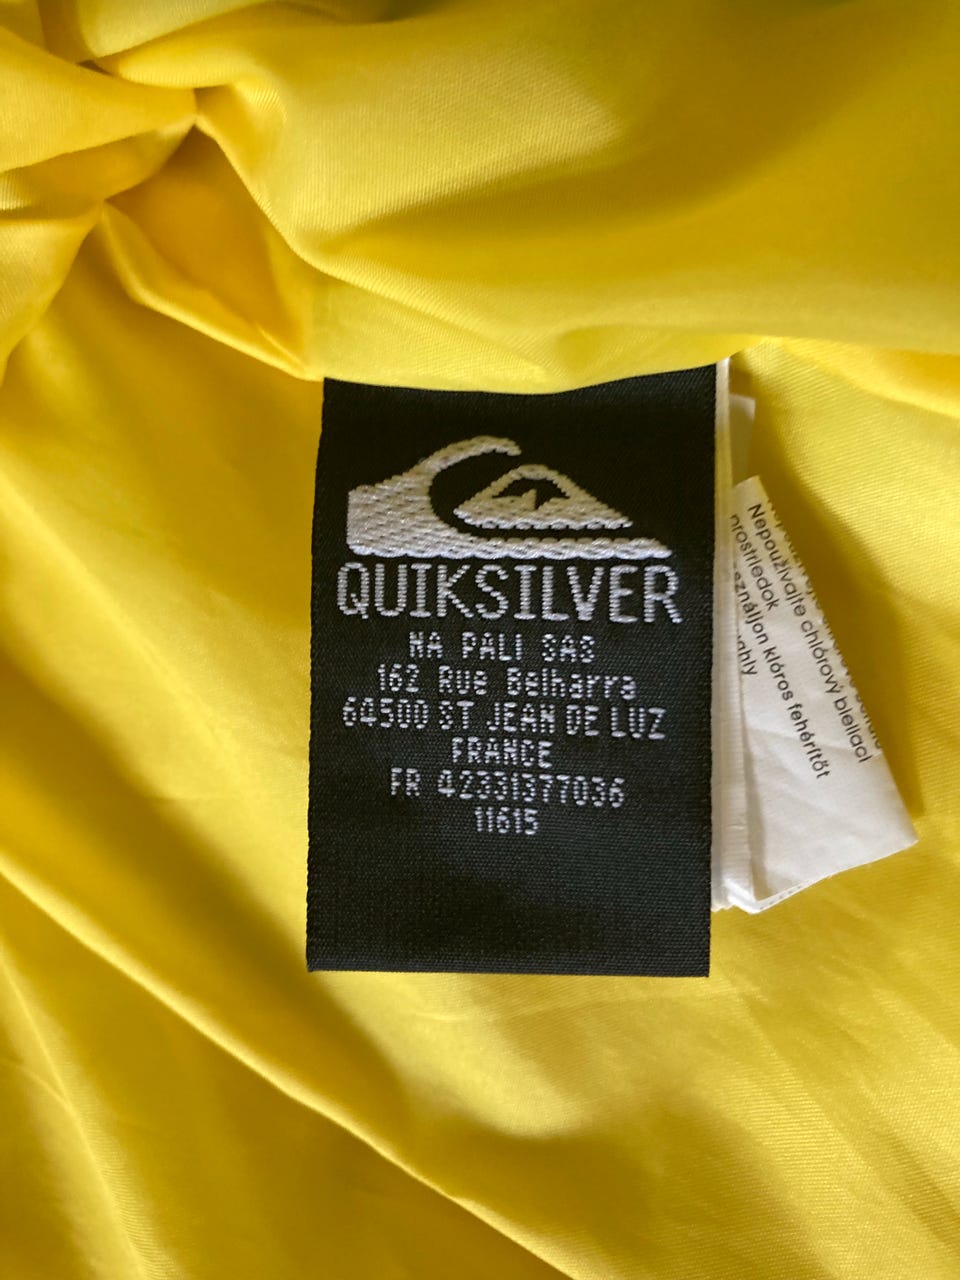 QUIKSILVER
NA PALI SAS
162 Rue Belharra
64500 ST JEAN DE LUZ
FRANCE
FR 42331377036
11615
Nepoužívajte chlórový bieliaci
prostriedok
klóros fehérítőt